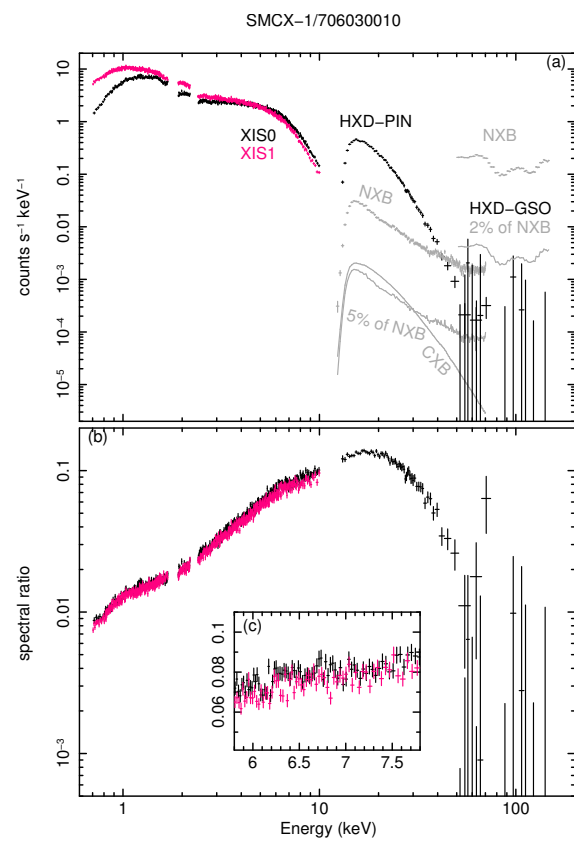 SMCX−1/706030010
(a)
10
1
0.1
0.01
10⁻³
10⁻⁴
10⁻⁵
counts s⁻¹ keV⁻¹
XIS0
XIS1
HXD−PIN
NXB
NXB
HXD−GSO
2% of NXB
5% of NXB
CXB
(b)
0.1
0.01
10⁻³
spectral ratio
(c)
0.1
0.08
0.06
6
6.5
7
7.5
1
10
100
Energy (keV)